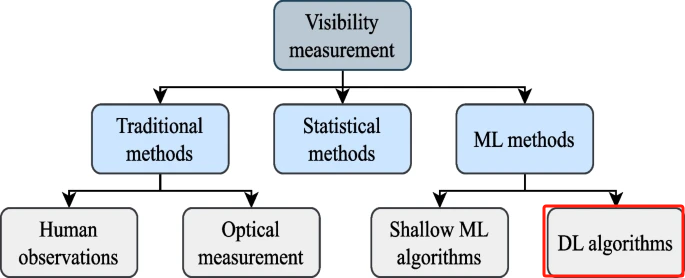 Visibility
measurement
Traditional
methods
Statistical
methods
ML methods
Human
observations
Optical
measurement
Shallow ML
algorithms
DL algorithms